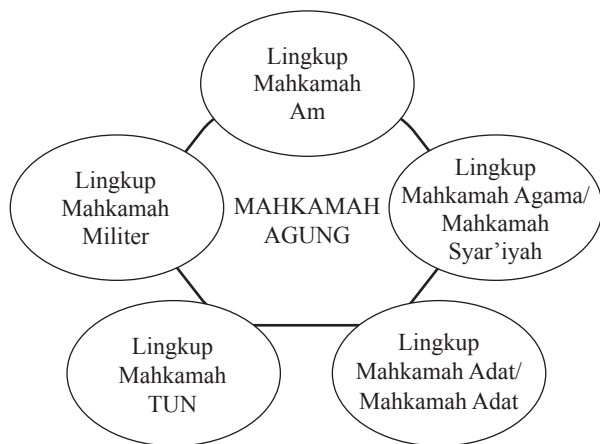 Lingkup
Mahkamah
Am
Lingkup
Mahkamah
Militer
MAHKAMAH
AGUNG
Lingkup
Mahkamah Agama/
Mahkamah
Syar’iyah
Lingkup
Mahkamah
TUN
Lingkup
Mahkamah Adat/
Mahkamah Adat